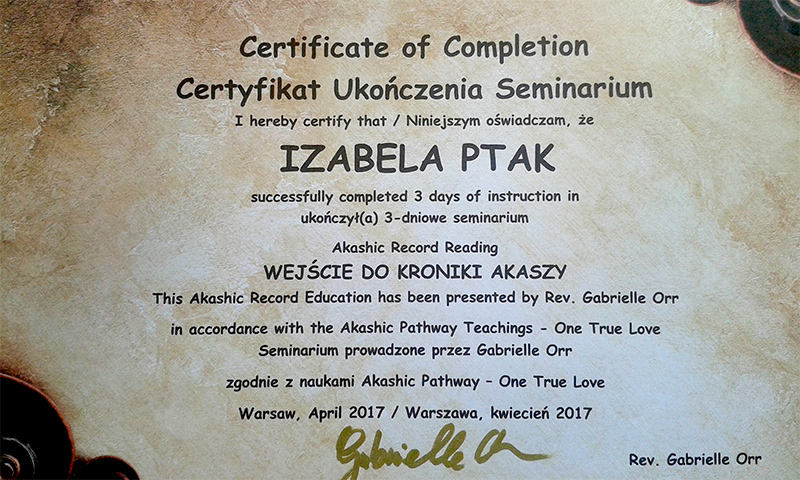 Certificate of Completion
Certyfikat Ukończenia Seminarium
I hereby certify that / Niniejszym oświadczam, że
IZABELA PTAK
successfully completed 3 days of instruction in
ukończył(a) 3-dniowe seminarium
Akashic Record Reading
WEJŚCIE DO KRONIKI AKASZY
This Akashic Record Education has been presented by Rev. Gabrielle Orr
in accordance with the Akashic Pathway Teachings - One True Love
Seminarium prowadzone przez Gabrielle Orr
zgodnie z naukami Akashic Pathway – One True Love
Warsaw, April 2017 / Warszawa, kwiecień 2017
Gabrielle Orr
Rev. Gabrielle Orr